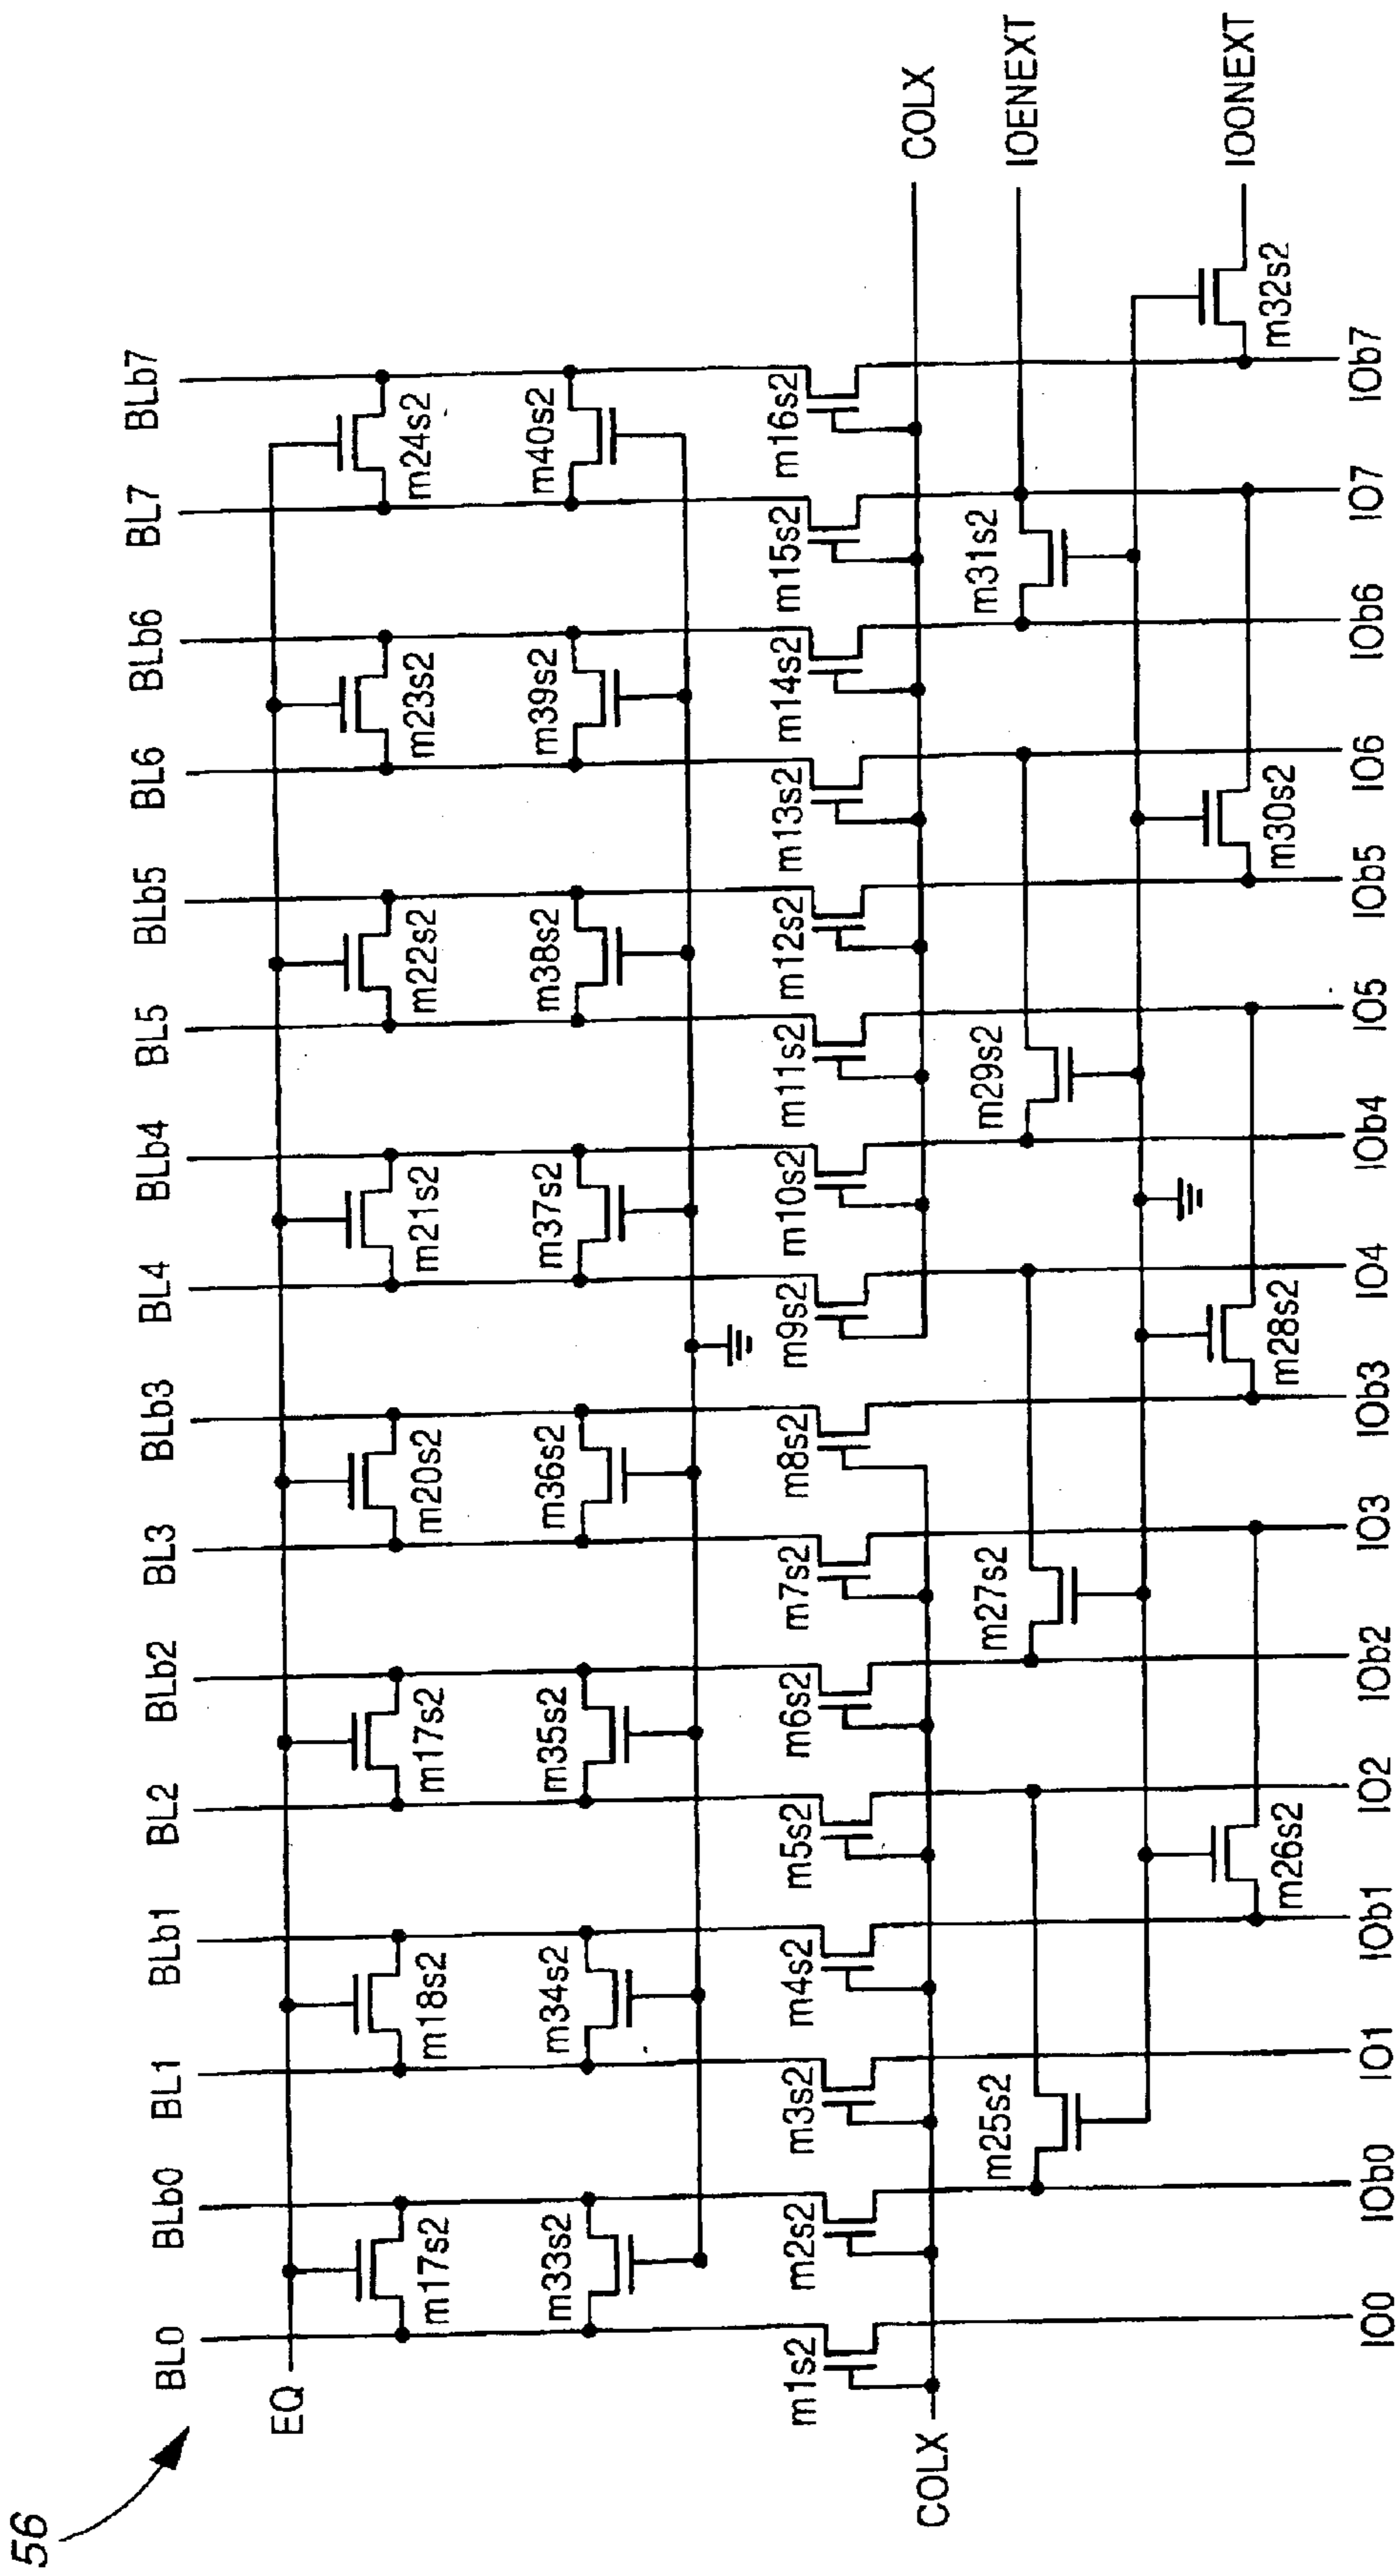 56
BL0 BLb0 BL1 BLb1 BL2 BLb2 BL3 BLb3 BL4 BLb4 BL5 BLb5 BL6 BLb6 BL7 BLb7
EQ
m17s2 m18s2 m17s2 m20s2 m21s2 m22s2 m23s2 m24s2
m33s2 m34s2 m35s2 m36s2 m37s2 m38s2 m39s2 m40s2
m1s2 m2s2 m3s2 m4s2 m5s2 m6s2 m7s2 m8s2 m9s2 m10s2 m11s2 m12s2 m13s2 m14s2 m15s2 m16s2
COLX COLX
m25s2 m27s2 m29s2 m31s2 IOENEXT
m26s2 m28s2 m30s2 m32s2 IOONEXT
IO0 IOb0 IO1 IOb1 IO2 IOb2 IO3 IOb3 IO4 IOb4 IO5 IOb5 IO6 IOb6 IO7 IOb7